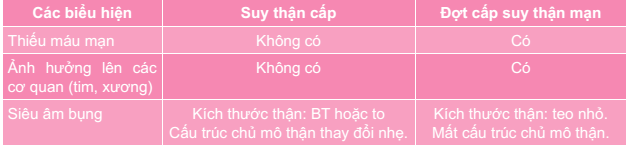 Các biểu hiện Suy thận cấp Đợt cấp suy thận mạn
Thiếu máu mạn Không có Có
Ảnh hưởng lên các Không có Có
cơ quan (tim, xương)
Siêu âm bụng Kích thước thận: BT hoặc to Kích thước thận: teo nhỏ.
Cấu trúc chủ mô thận thay đổi nhẹ. Mất cấu trúc chủ mô thận.